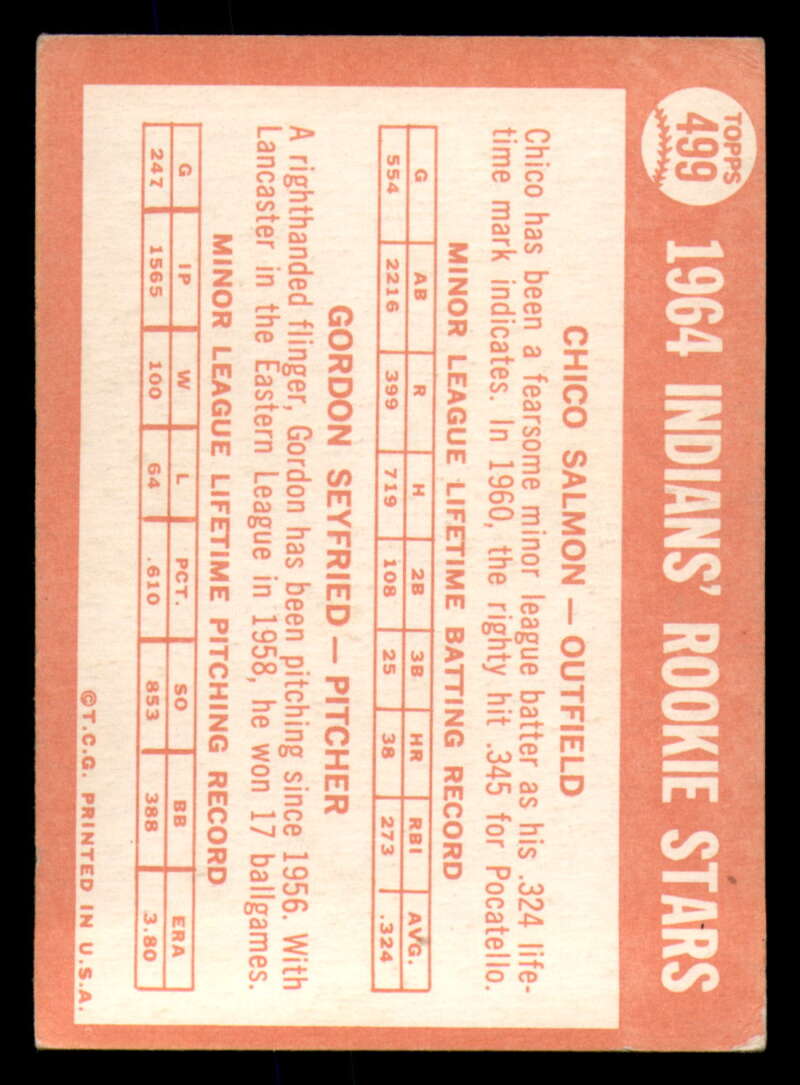 TOPPS
499
1964 INDIANS' ROOKIE STARS
CHICO SALMON — OUTFIELD
Chico has been a fearsome minor league batter as his .324 life-
time mark indicates. In 1960, the righty hit .345 for Pocatello.
MINOR LEAGUE LIFETIME BATTING RECORD
G AB R H 2B 3B HR RBI AVG.
554 2216 399 719 108 25 38 273 .324
GORDON SEYFRIED — PITCHER
A righthanded flinger, Gordon has been pitching since 1956. With
Lancaster in the Eastern League in 1958, he won 17 ballgames.
MINOR LEAGUE LIFETIME PITCHING RECORD
G IP W L PCT. SO BB ERA
247 1565 100 64 .610 853 388 3.80
©T.C.G. PRINTED IN U.S.A.